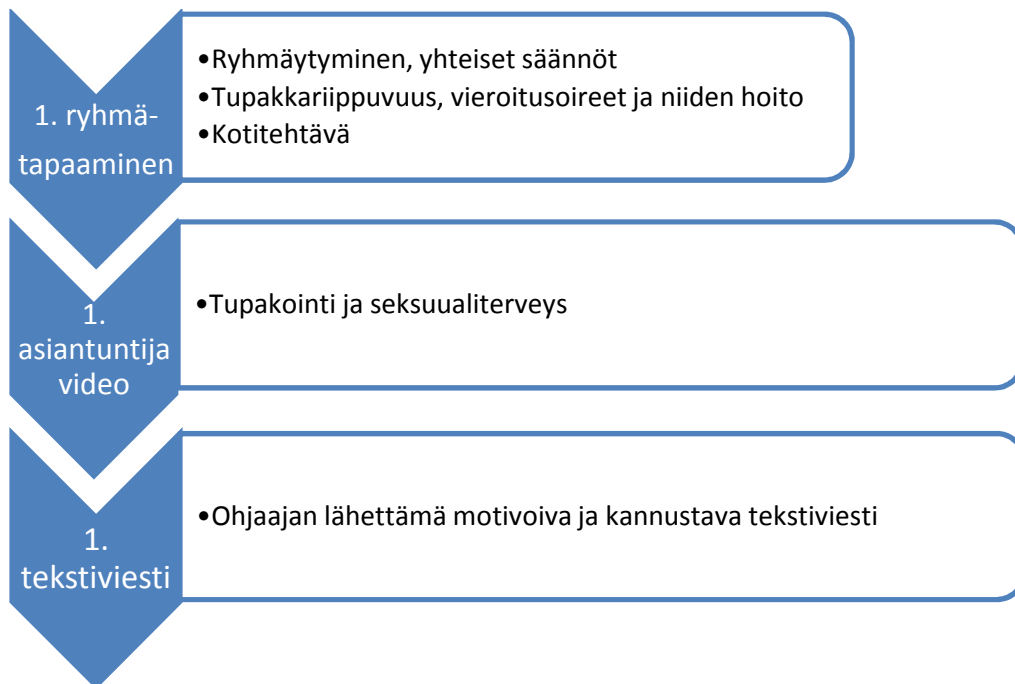 1. ryhmä-
tapaaminen
•Ryhmäytyminen, yhteiset säännöt
•Tupakkariippuvuus, vieroitusoireet ja niiden hoito
•Kotitehtävä
1.
asiantuntija
video
•Tupakointi ja seksuaaliterveys
1.
tekstiviesti
•Ohjaajan lähettämä motivoiva ja kannustava tekstiviesti